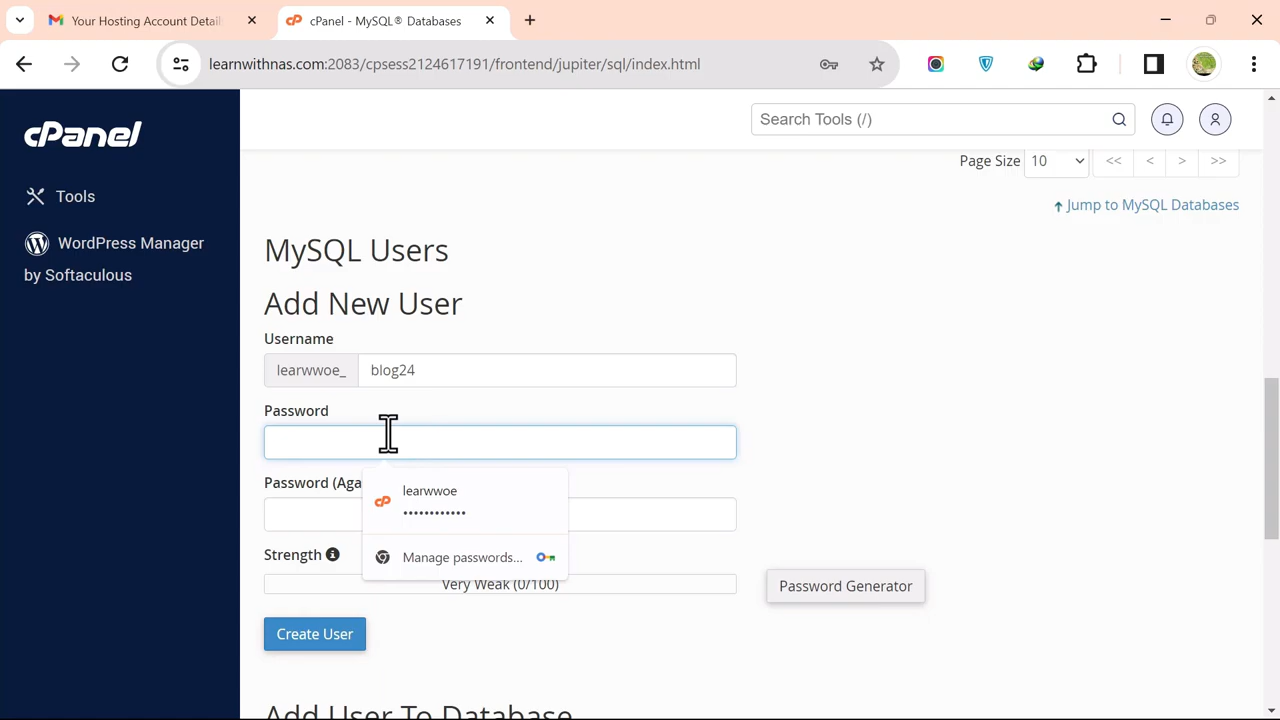 Your Hosting Account Detail
cPanel - MySQL® Databases
learnwithnas.com:2083/cpsess2124617191/frontend/jupiter/sql/index.html
cPanel
Search Tools (/)
Tools
WordPress Manager
by Softaculous
Page Size 10 << < > >>
Jump to MySQL Databases
MySQL Users
Add New User
Username
learwwoe_ blog24
Password
Password (Aga
learwwoe
••••••••••••
Manage passwords...
Strength
Very Weak (0/100)
Password Generator
Create User
Add User To Database